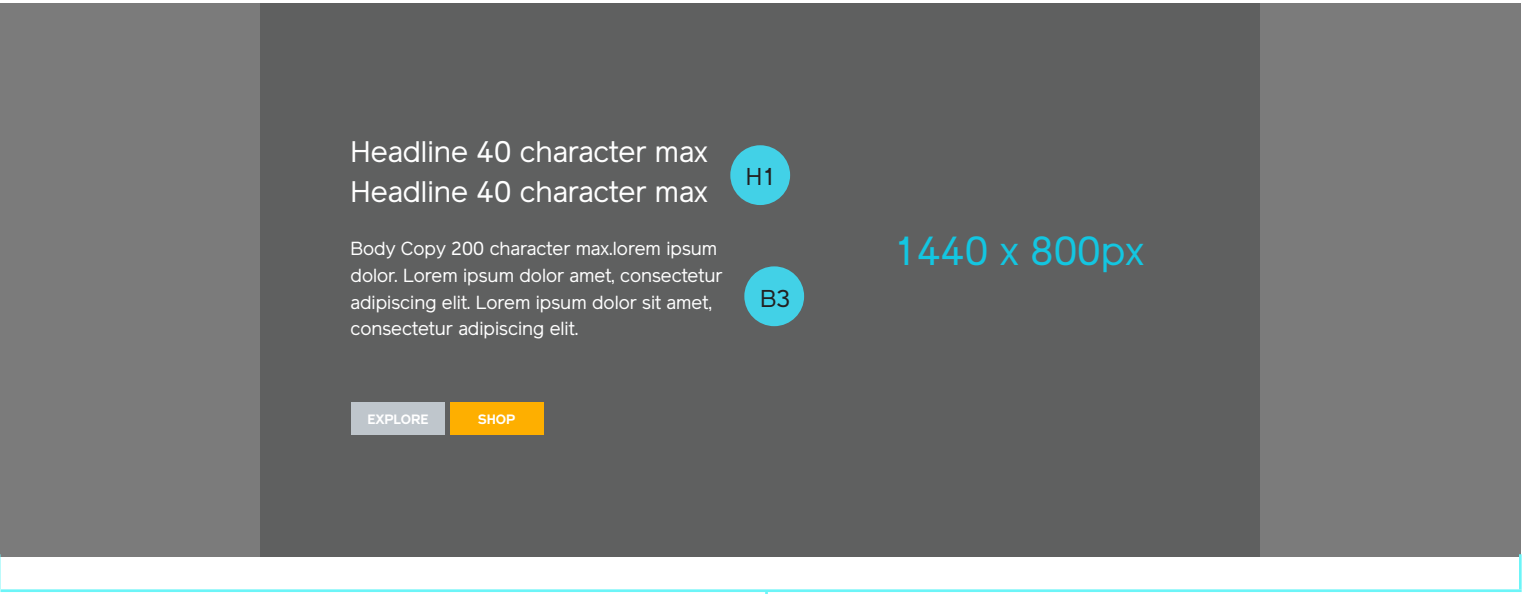 Headline 40 character max
Headline 40 character max
H1
Body Copy 200 character max.lorem ipsum
dolor. Lorem ipsum dolor amet, consectetur
adipiscing elit. Lorem ipsum dolor sit amet,
consectetur adipiscing elit.
B3
1440 x 800px
EXPLORE
SHOP